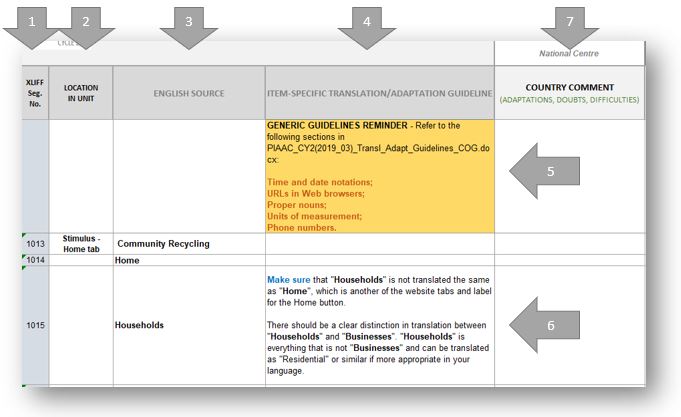 1
2
3
4
7
National Centre
XLIFF
Seg.
No.
LOCATION
IN UNIT
ENGLISH SOURCE
ITEM-SPECIFIC TRANSLATION/ADAPTATION GUIDELINE
COUNTRY COMMENT
(ADAPTATIONS, DOUBTS, DIFFICULTIES)
GENERIC GUIDELINES REMINDER - Refer to the
following sections in
PIAAC_CY2(2019_03)_Transl_Adapt_Guidelines_COG.do
cx:
Time and date notations;
URLs in Web browsers;
Proper nouns;
Units of measurement;
Phone numbers.
5
1013
Stimulus -
Home tab
Community Recycling
1014
Home
1015
Households
Make sure that "Households" is not translated the same
as "Home", which is another of the website tabs and label
for the Home button.
There should be a clear distinction in translation between
"Households" and "Businesses". "Households" is
everything that is not "Businesses" and can be translated
as "Residential" or similar if more appropriate in your
language.
6